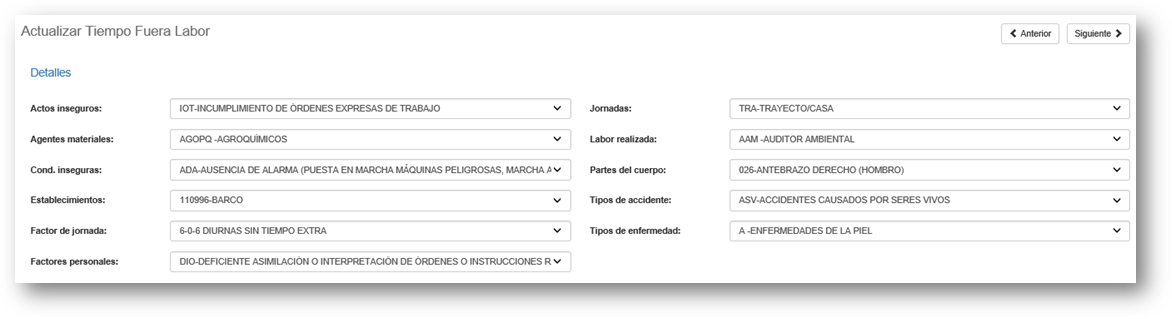 Actualizar Tiempo Fuera Labor
Anterior
Siguiente
Detalles
Actos inseguros: IOT-INCUMPLIMIENTO DE ÓRDENES EXPRESAS DE TRABAJO
Jornadas: TRA-TRAYECTO/CASA
Agentes materiales: AGOPQ -AGROQUÍMICOS
Labor realizada: AAM -AUDITOR AMBIENTAL
Cond. inseguras: ADA-AUSENCIA DE ALARMA (PUESTA EN MARCHA MÁQUINAS PELIGROSAS, MARCHA A
Partes del cuerpo: 026-ANTEBRAZO DERECHO (HOMBRO)
Establecimientos: 110996-BARCO
Tipos de accidente: ASV-ACCIDENTES CAUSADOS POR SERES VIVOS
Factor de jornada: 6-0-6 DIURNAS SIN TIEMPO EXTRA
Tipos de enfermedad: A -ENFERMEDADES DE LA PIEL
Factores personales: DIO-DEFICIENTE ASIMILACIÓN O INTERPRETACIÓN DE ÓRDENES O INSTRUCCIONES R